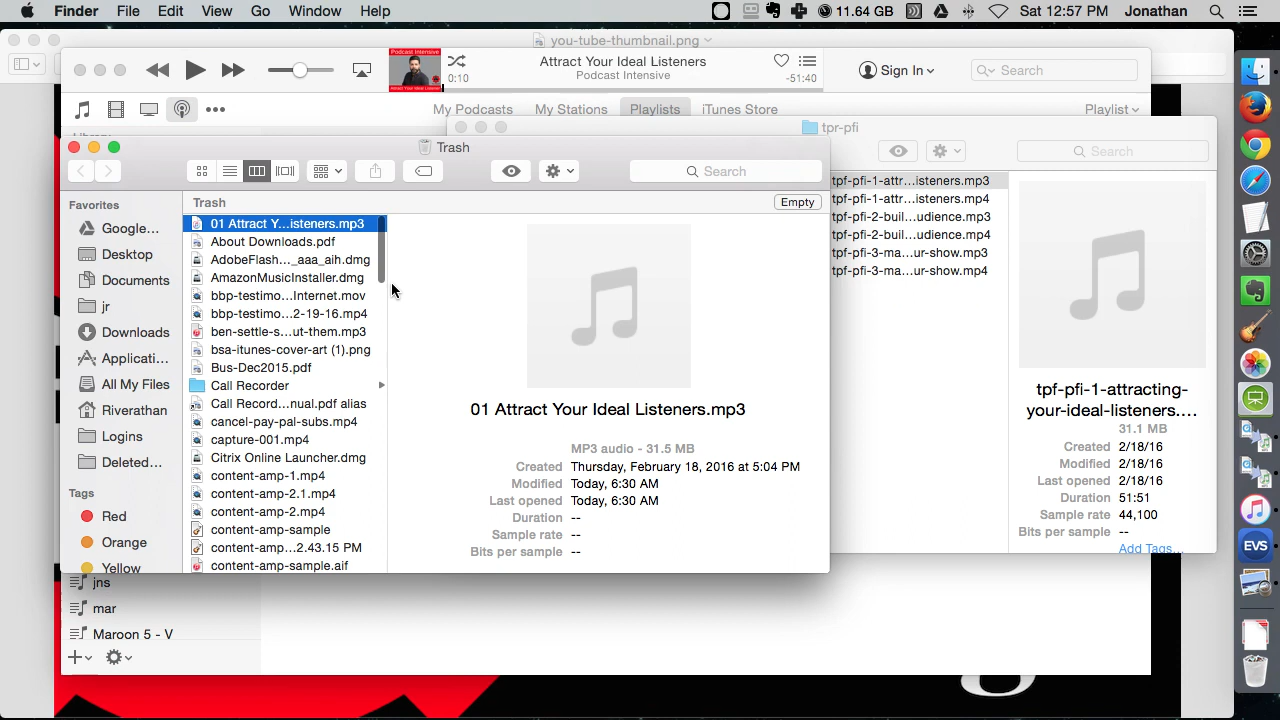 Finder File Edit View Go Window Help 11.64 GB Sat 12:57 PM Jonathan
you-tube-thumbnail.png
Podcast Intensive
Attract Your Ideal Listeners
0:10
Attract Your Ideal Listeners
Podcast Intensive
-51:40
Sign In
Search
My Podcasts My Stations Playlists iTunes Store Playlist
tpr-pfi
Search
tpf-pfi-1-attr...isteners.mp3
tpf-pfi-1-attr...isteners.mp4
tpf-pfi-2-buil...udience.mp3
tpf-pfi-2-buil...udience.mp4
tpf-pfi-3-ma...ur-show.mp3
tpf-pfi-3-ma...ur-show.mp4
tpf-pfi-1-attracting-
your-ideal-listeners....
31.1 MB
Created 2/18/16
Modified 2/18/16
Last opened 2/18/16
Duration 51:51
Sample rate 44,100
Bits per sample --
Add Tags...
Trash
Search
Favorites
Google...
Desktop
Documents
jr
Downloads
Applicati...
All My Files
Riverathan
Logins
Deleted...
Tags
Red
Orange
Yellow
Trash
Empty
01 Attract Y...isteners.mp3
About Downloads.pdf
AdobeFlash..._aaa_aih.dmg
AmazonMusicInstaller.dmg
bbp-testimo...Internet.mov
bbp-testimo...2-19-16.mp4
ben-settle-s...ut-them.mp3
bsa-itunes-cover-art (1).png
Bus-Dec2015.pdf
Call Recorder
Call Record...nual.pdf alias
cancel-pay-pal-subs.mp4
capture-001.mp4
Citrix Online Launcher.dmg
content-amp-1.mp4
content-amp-2.1.mp4
content-amp-2.mp4
content-amp-sample
content-amp...2.43.15 PM
content-amp-sample.aif
01 Attract Your Ideal Listeners.mp3
MP3 audio - 31.5 MB
Created Thursday, February 18, 2016 at 5:04 PM
Modified Today, 6:30 AM
Last opened Today, 6:30 AM
Duration --
Sample rate --
Bits per sample --
jns
mar
Maroon 5 - V
EVS